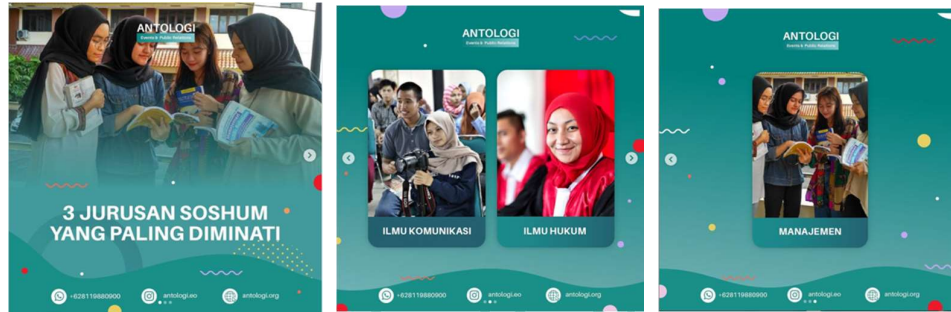 ANTOLOGI
Events & Public Relations
3 JURUSAN SOSHUM
YANG PALING DIMINATI
+628119880900
antologi.eo
antologi.org
ANTOLOGI
Events & Public Relations
ILMU KOMUNIKASI
ILMU HUKUM
+628119880900
antologi.eo
antologi.org
ANTOLOGI
Events & Public Relations
MANAJEMEN
+628119880900
antologi.eo
antologi.org